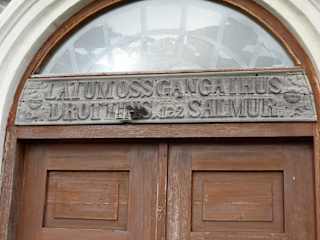 LATUM OSS GANGA I HUS
DROTTINS 122 SALMUR.